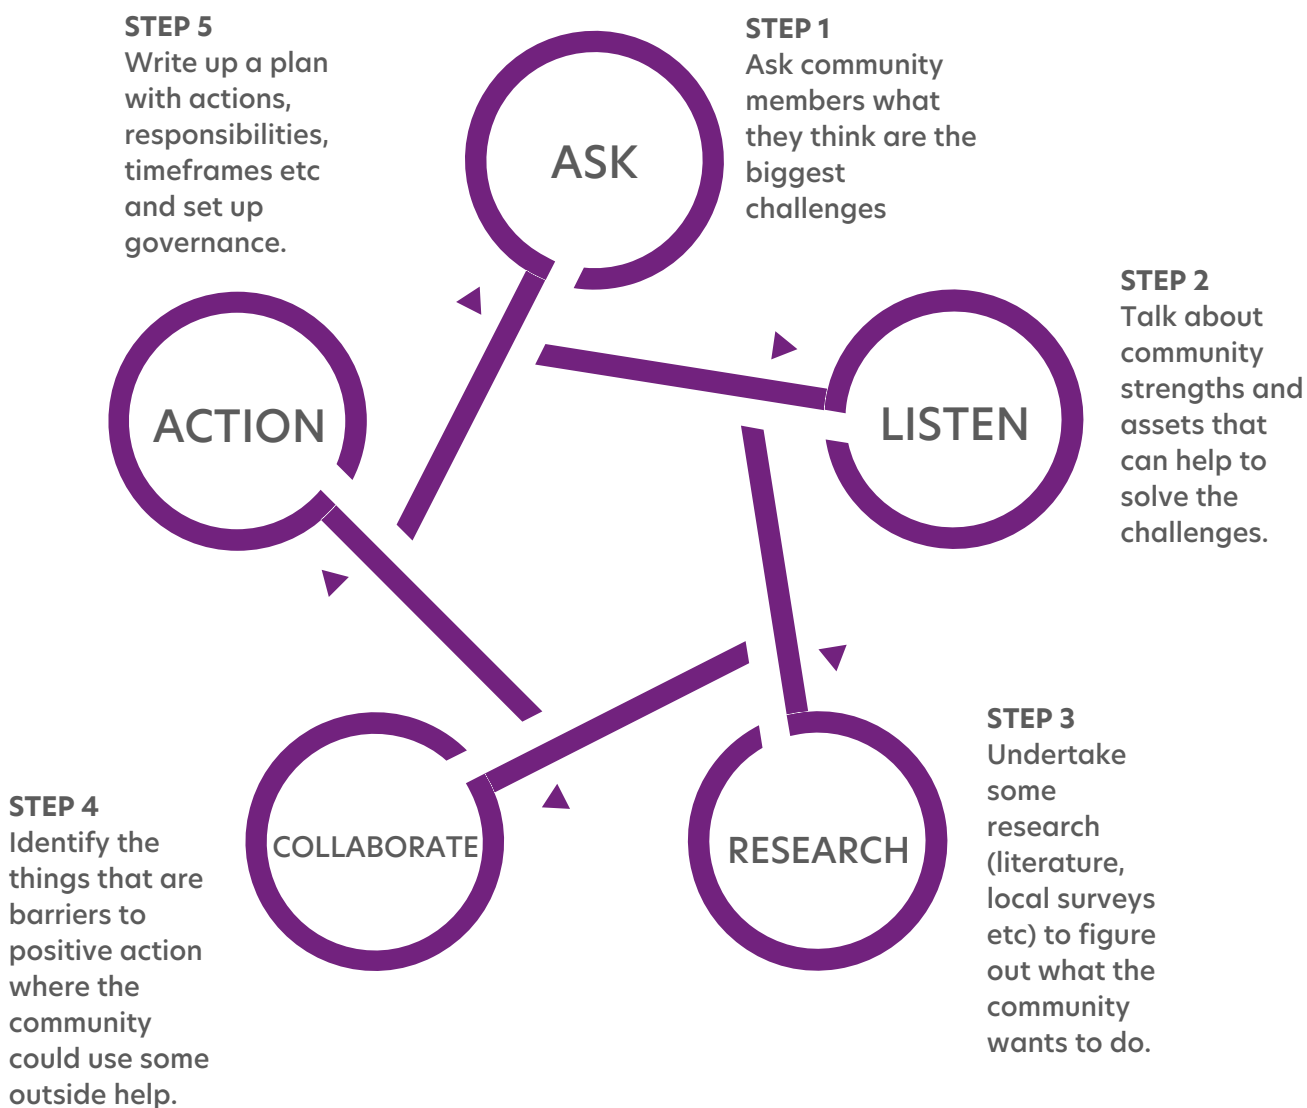 STEP 5
Write up a plan
with actions,
responsibilities,
timeframes etc
and set up
governance.
ASK
STEP 1
Ask community
members what
they think are the
biggest
challenges
ACTION
LISTEN
STEP 2
Talk about
community
strengths and
assets that
can help to
solve the
challenges.
STEP 4
Identify the
things that are
barriers to
positive action
where the
community
could use some
outside help.
COLLABORATE
RESEARCH
STEP 3
Undertake
some
research
(literature,
local surveys
etc) to figure
out what the
community
wants to do.